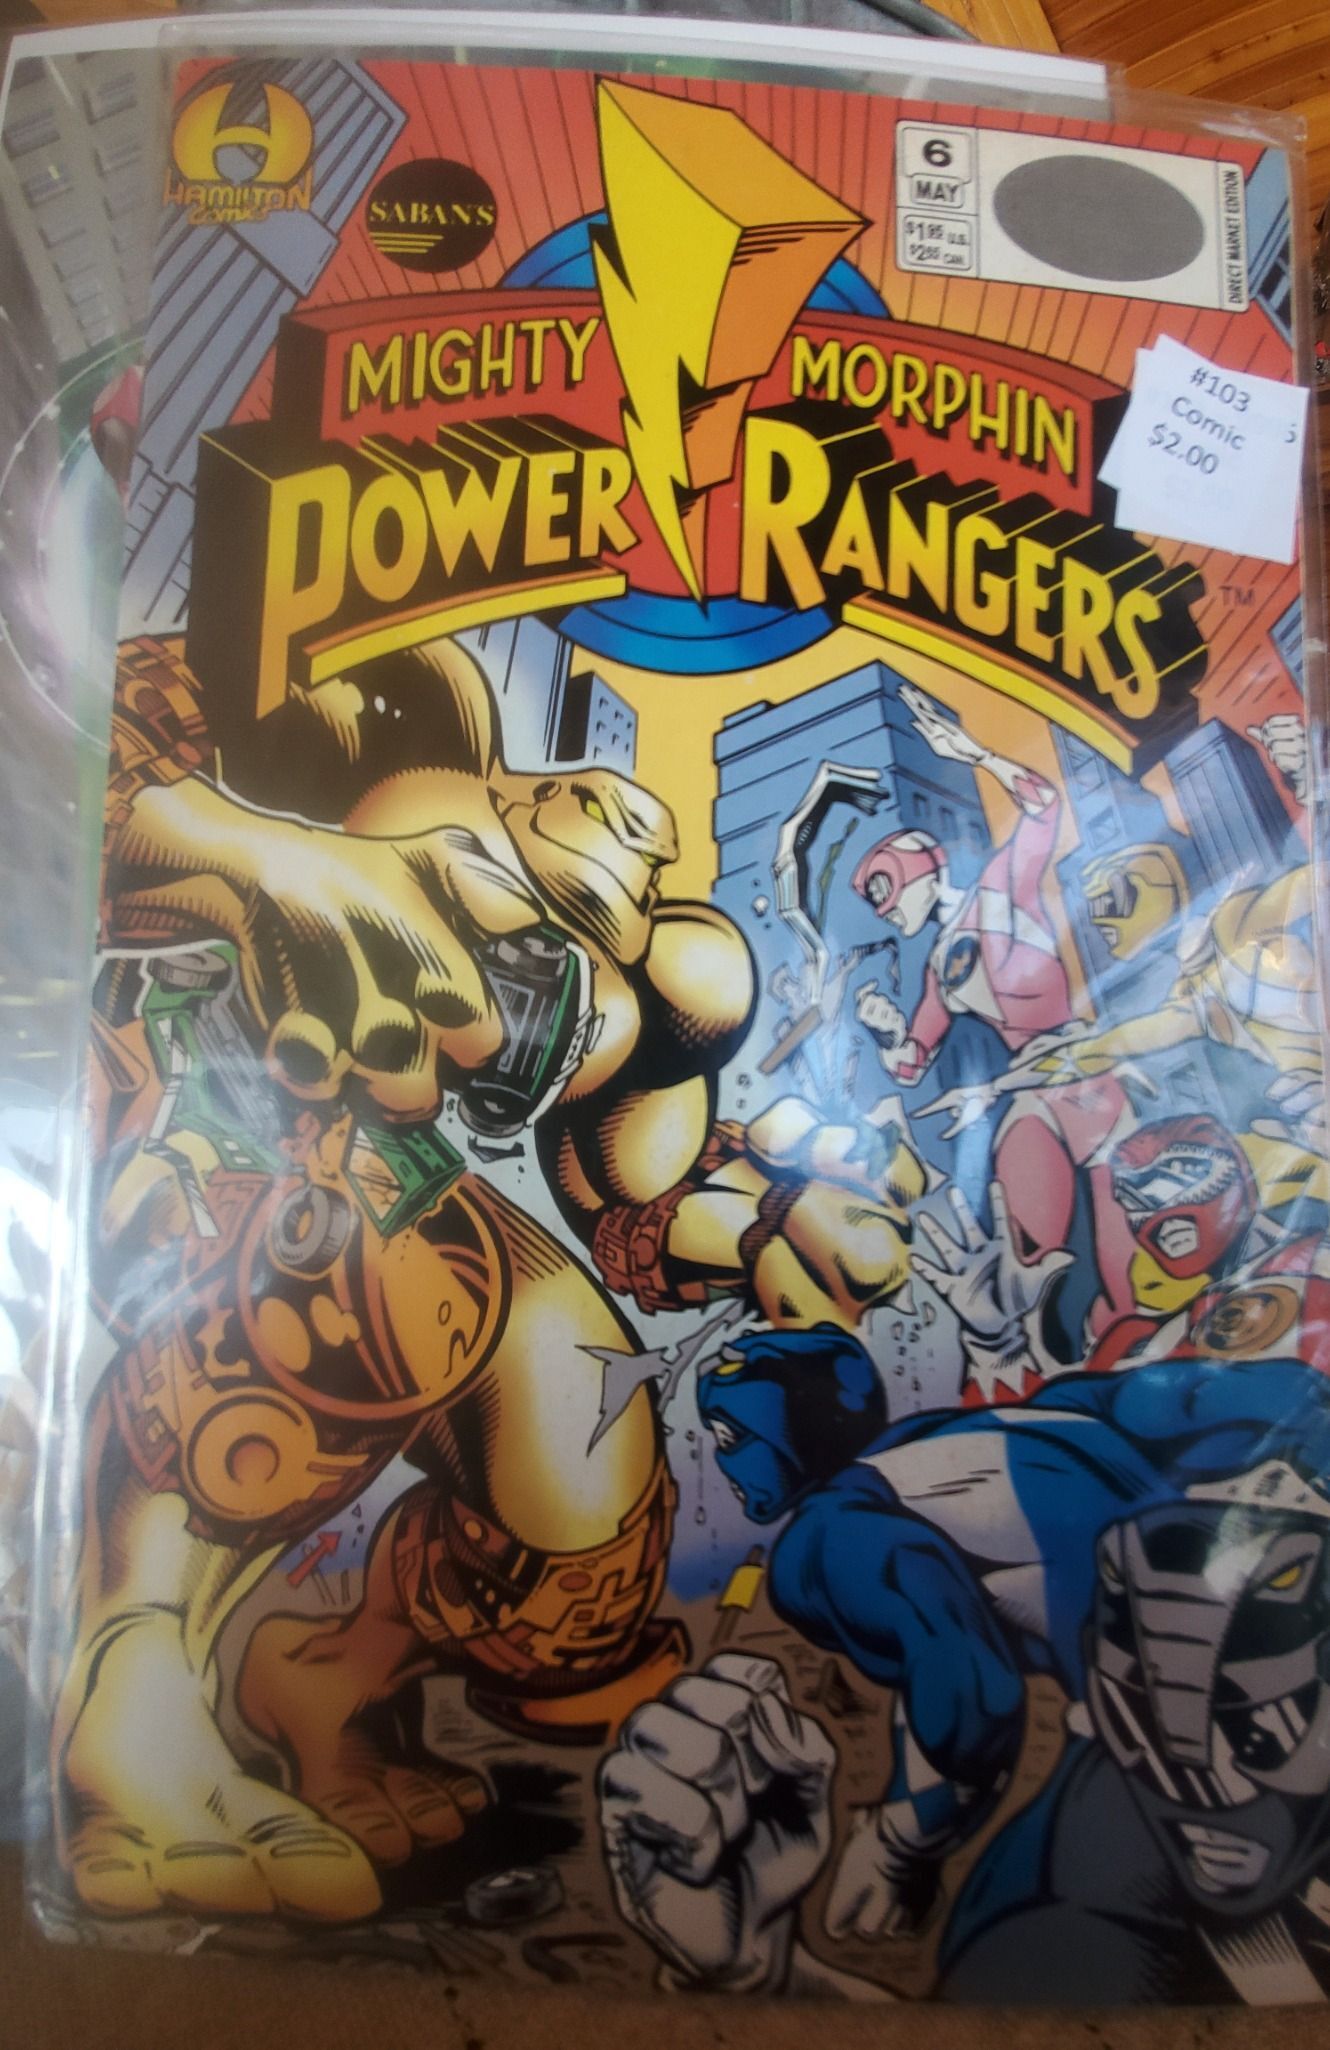 HAMILTON
Comics
SABAN'S
6
MAY
$1.95 U.S.
$2.65 CAN.
DIRECT MARKET EDITION
MIGHTY MORPHIN
POWER RANGERS
TM
#103
Comic
$2.00